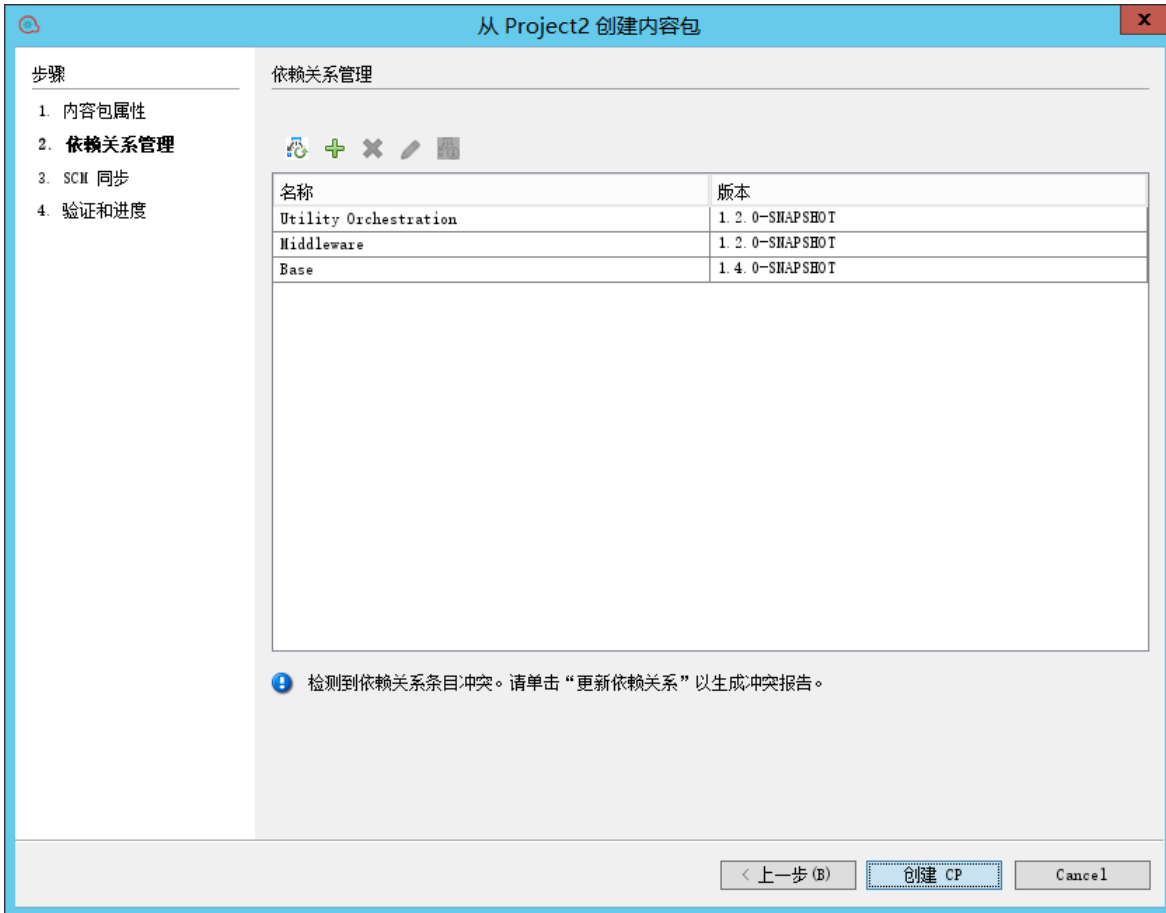 从 Project2 创建内容包
x
步骤
1. 内容包属性
2. 依赖关系管理
3. SCM 同步
4. 验证和进度
依赖关系管理
名称 版本
Utility Orchestration 1.2.0-SNAPSHOT
Middleware 1.2.0-SNAPSHOT
Base 1.4.0-SNAPSHOT
检测到依赖关系条目冲突。请单击“更新依赖关系”以生成冲突报告。
< 上一步(B) 创建 CP Cancel